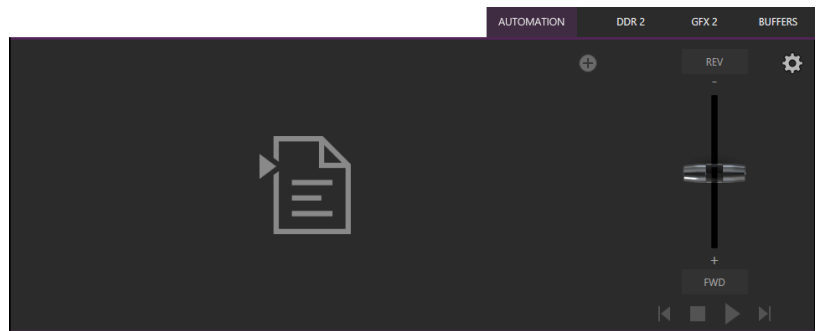 AUTOMATION DDR 2 GFX 2 BUFFERS
REV
-
+
FWD